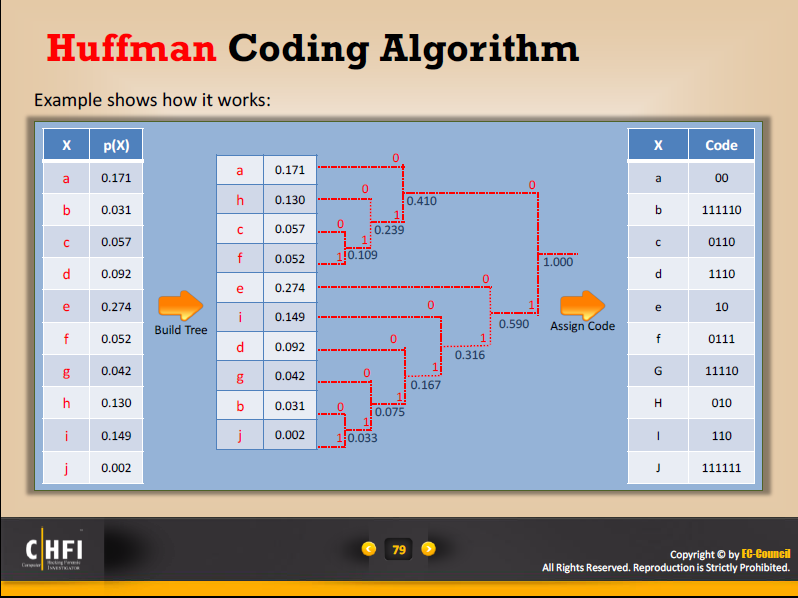 Huffman Coding Algorithm
Example shows how it works:
X p(X)
a 0.171
b 0.031
c 0.057
d 0.092
e 0.274
f 0.052
g 0.042
h 0.130
i 0.149
j 0.002
Build Tree
a 0.171
h 0.130
c 0.057
f 0.052
e 0.274
i 0.149
d 0.092
g 0.042
b 0.031
j 0.002
0
0
0
1 0.410
1 0.239
1 0.109
0
1.000
0
0
1
0.590
0
1
0.316
0
1
0.167
0
1
0.075
1
1 0.033
Assign Code
X Code
a 00
b 111110
c 0110
d 1110
e 10
f 0111
G 11110
H 010
I 110
J 111111
CHFI
Computer Hacking Forensic
INVESTIGATOR
79
Copyright © by EC-Council
All Rights Reserved. Reproduction is Strictly Prohibited.